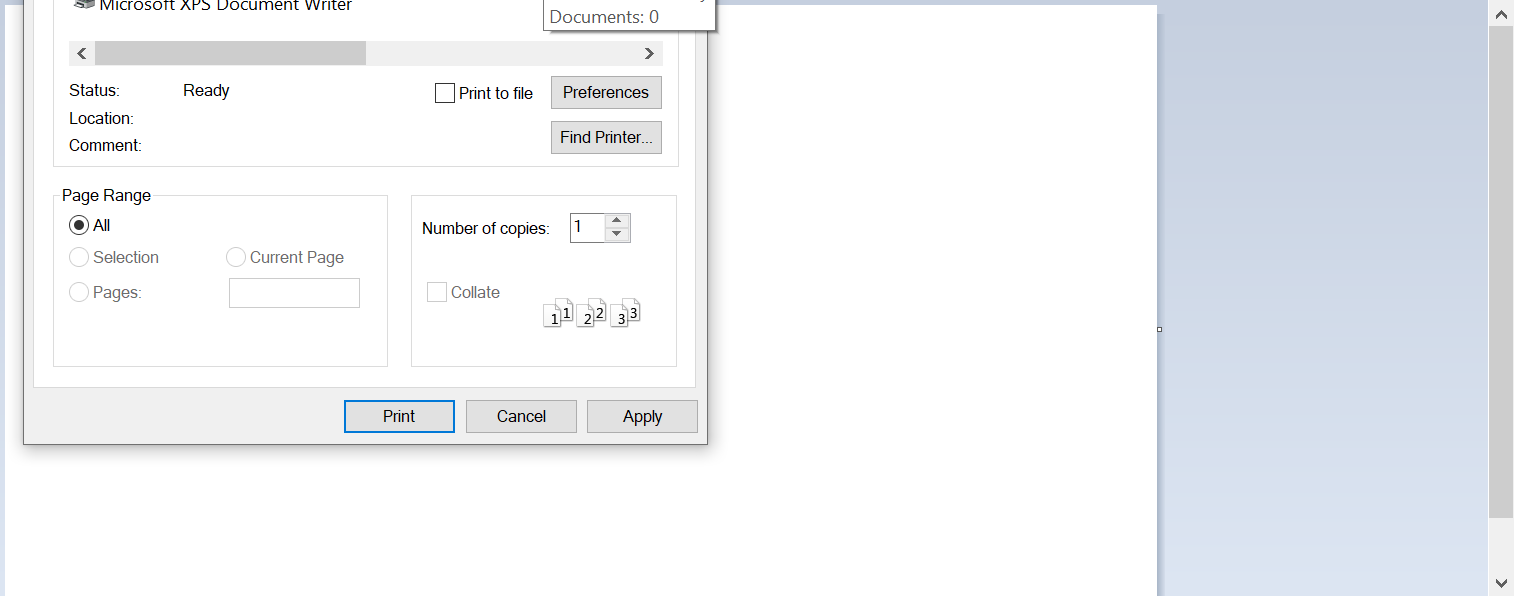 Microsoft XPS Document Writer
Documents: 0
Status: Ready
Print to file
Preferences
Location:
Find Printer...
Comment:
Page Range
All
Number of copies: 1
Selection
Current Page
Pages:
Collate
1 1 2 2 3 3
Print
Cancel
Apply